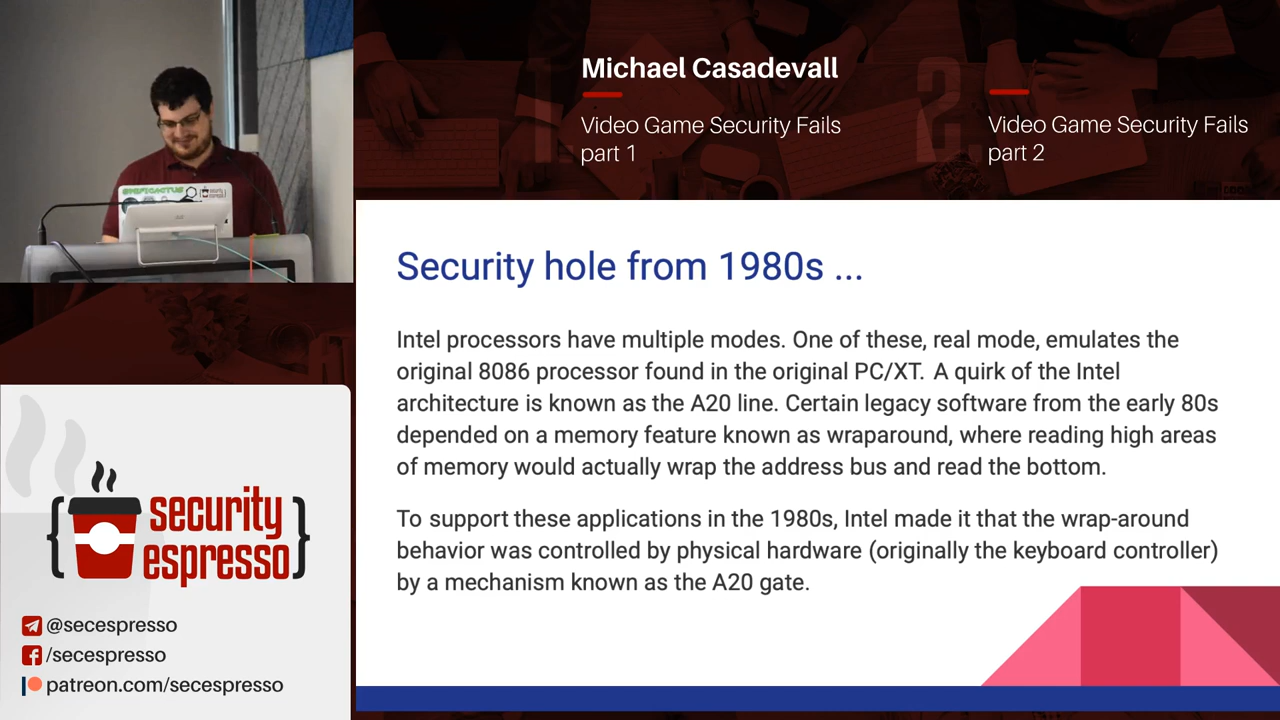 Michael Casadevall
Video Game Security Fails
part 1
Video Game Security Fails
part 2
Security hole from 1980s ...
Intel processors have multiple modes. One of these, real mode, emulates the
original 8086 processor found in the original PC/XT. A quirk of the Intel
architecture is known as the A20 line. Certain legacy software from the early 80s
depended on a memory feature known as wraparound, where reading high areas
of memory would actually wrap the address bus and read the bottom.
To support these applications in the 1980s, Intel made it that the wrap-around
behavior was controlled by physical hardware (originally the keyboard controller)
by a mechanism known as the A20 gate.
security
espresso
@secespresso
/secespresso
patreon.com/secespresso
1.
2.
security
espresso